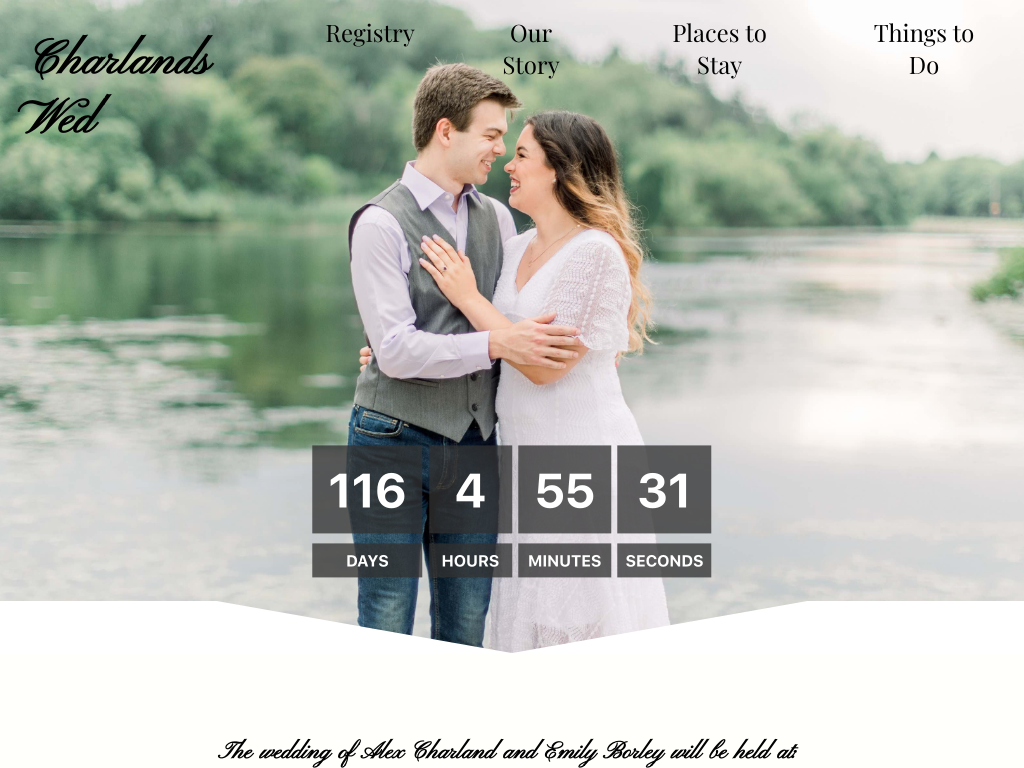 Charlands
Wed
Registry
Our
Story
Places to
Stay
Things to
Do
116 4 55 31
DAYS HOURS MINUTES SECONDS
The wedding of Alex Charland and Emily Borley will be held at: